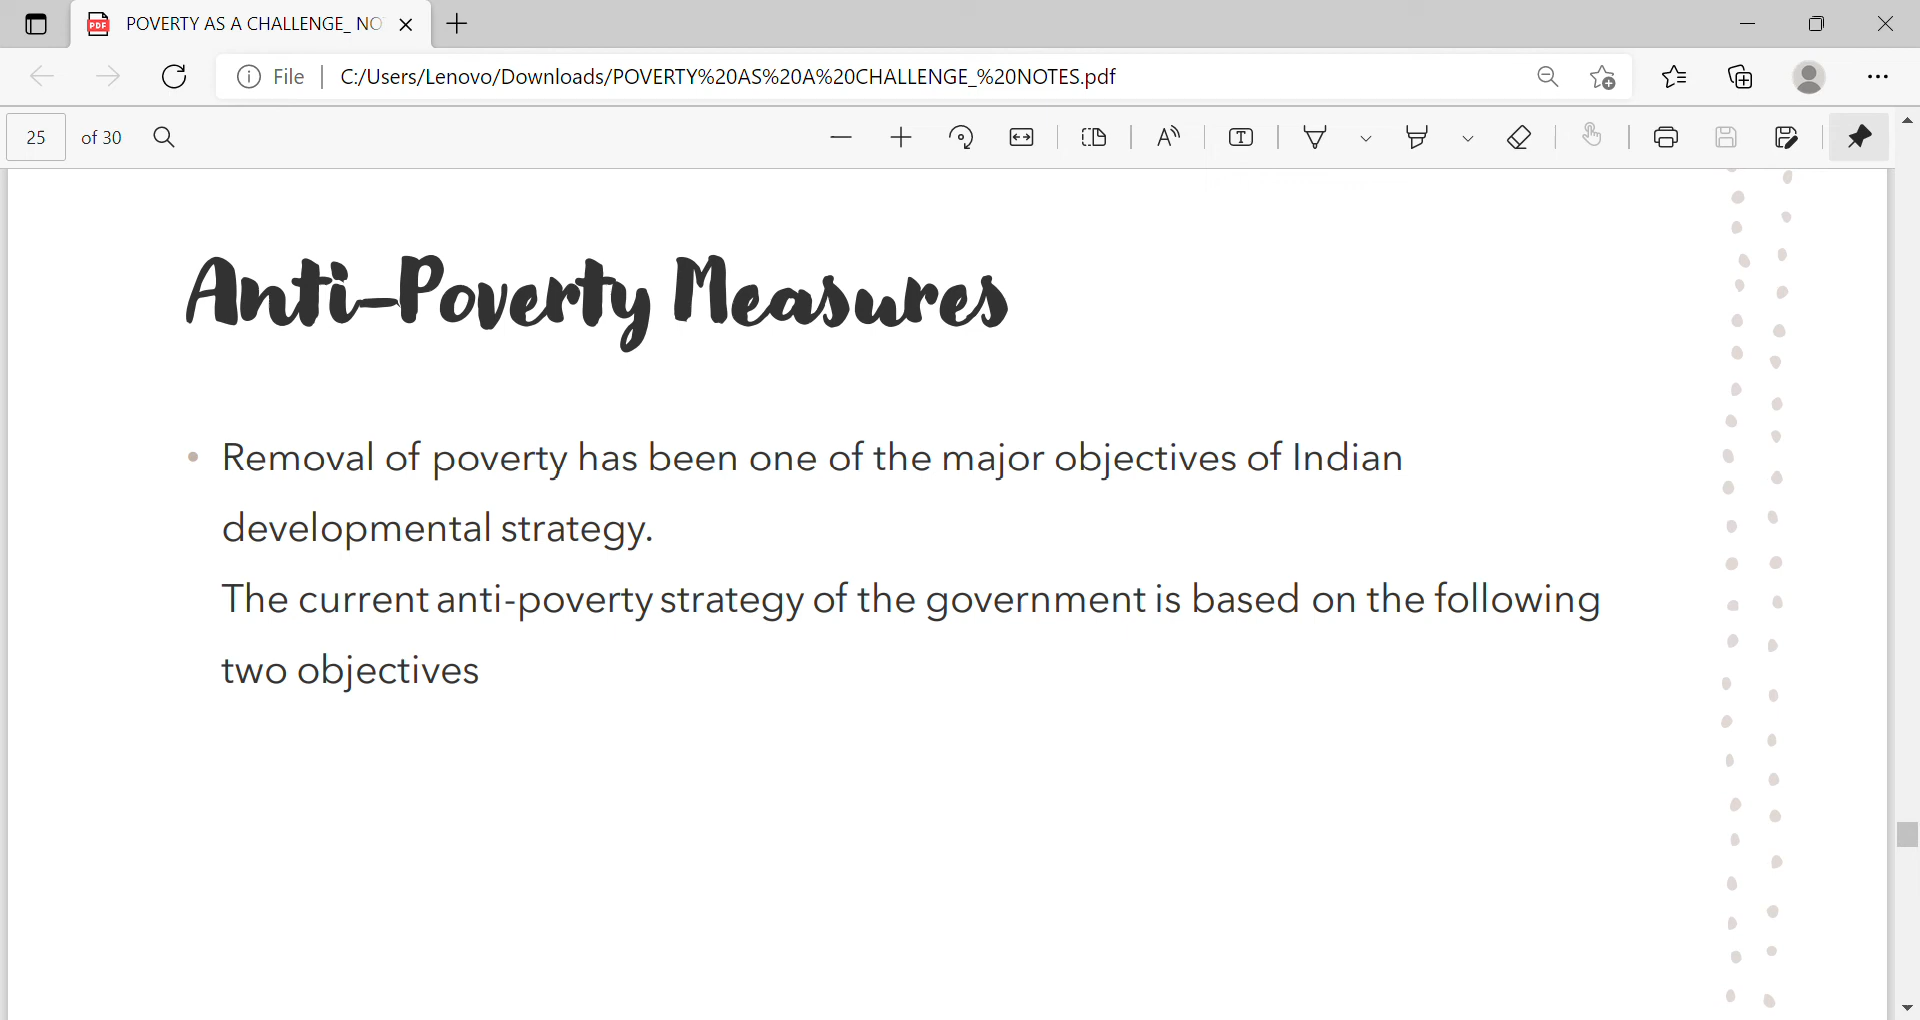 POVERTY AS A CHALLENGE_ NO
File C:/Users/Lenovo/Downloads/POVERTY%20AS%20A%20CHALLENGE_%20NOTES.pdf
25 of 30
Anti-Poverty Measures
• Removal of poverty has been one of the major objectives of Indian
developmental strategy.
The current anti-poverty strategy of the government is based on the following
two objectives